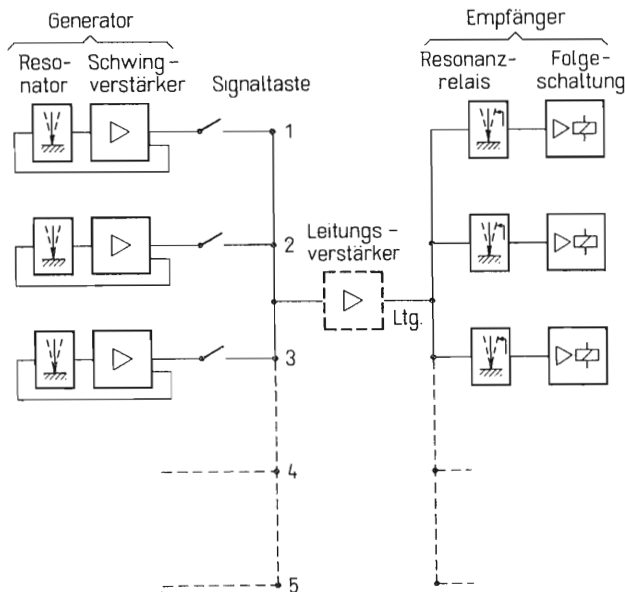 Generator
Reso-
nator
Schwing-
verstärker
Signaltaste
Empfänger
Resonanz-
relais
Folge-
schaltung
1
2
Leitungs-
verstärker
Ltg.
3
4
5